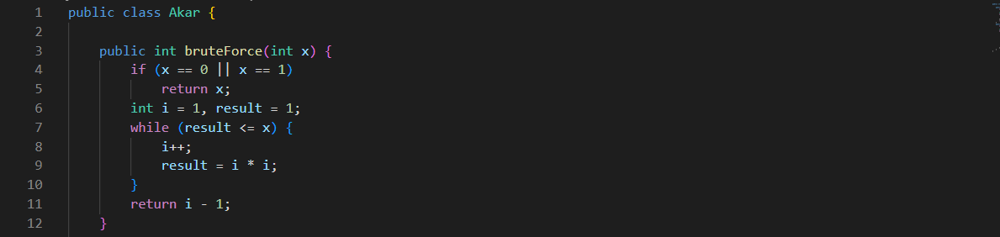 1 public class Akar {
2
3 public int bruteForce(int x) {
4 if (x == 0 || x == 1)
5 return x;
6 int i = 1, result = 1;
7 while (result <= x) {
8 i++;
9 result = i * i;
10 }
11 return i - 1;
12 }